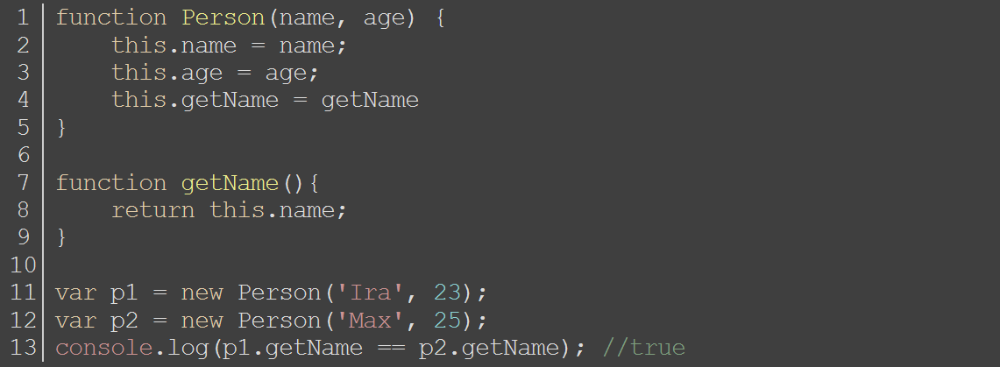 1 function Person(name, age) {
2     this.name = name;
3     this.age = age;
4     this.getName = getName
5 }
6
7 function getName(){
8     return this.name;
9 }
10
11 var p1 = new Person('Ira', 23);
12 var p2 = new Person('Max', 25);
13 console.log(p1.getName == p2.getName); //true